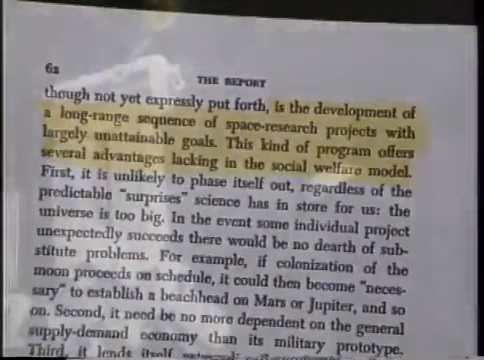 62
THE REPORT
though not yet expressly put forth, is the development of
a long-range sequence of space-research projects with
largely unattainable goals. This kind of program offers
several advantages lacking in the social welfare model.
First, it is unlikely to phase itself out, regardless of the
predictable "surprises" science has in store for us: the
universe is too big. In the event some individual project
unexpectedly succeeds there would be no dearth of sub-
stitute problems. For example, if colonization of the
moon proceeds on schedule, it could then become "neces-
sary" to establish a beachhead on Mars or Jupiter, and so
on. Second, it need be no more dependent on the general
supply-demand economy than its military prototype.
Third, it lends itself